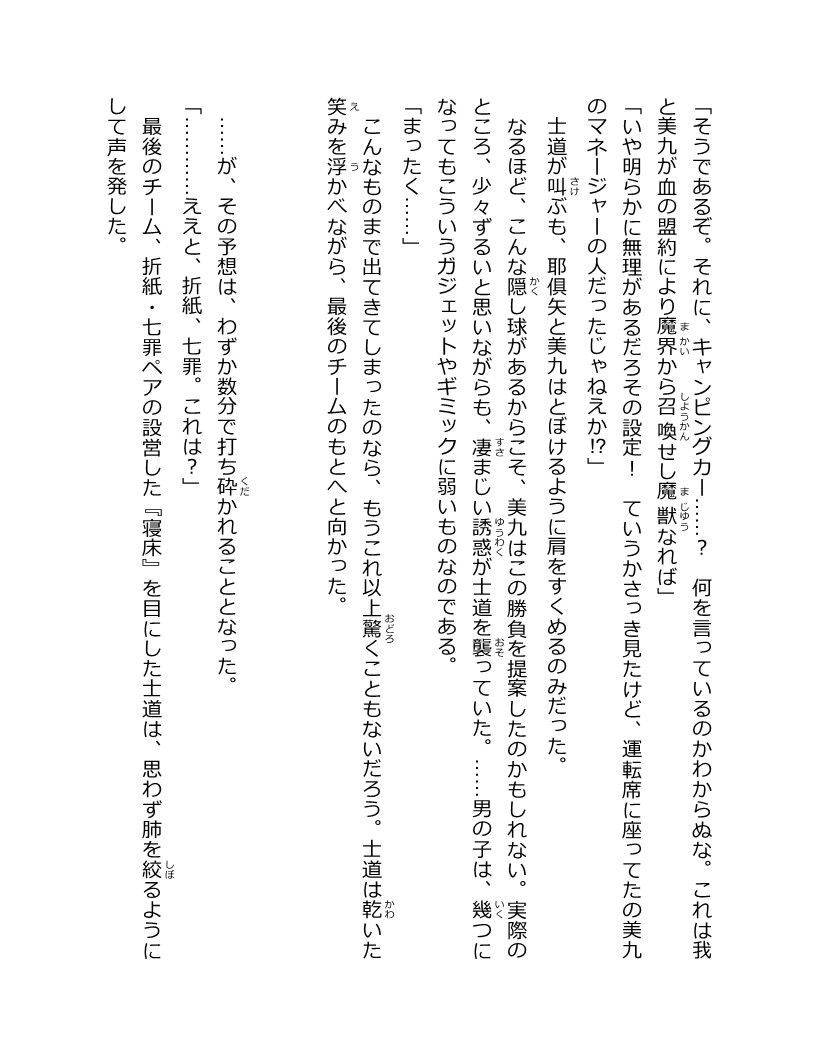 「そうであるぞ。それに、キャンピングカー……？　何を言っているのかわからぬな。これは我
と美九が血の盟約により魔界から召喚せし魔獣なれば」
「いや明らかに無理があるだろその設定！　ていうかさっき見たけど、運転席に座ってたの美九
のマネージャーの人だったじゃねえか!?」
　士道が叫ぶも、耶倶矢と美九はとぼけるように肩をすくめるのみだった。
　なるほど、こんな隠し球があるからこそ、美九はこの勝負を提案したのかもしれない。実際の
ところ、少々ずるいと思いながらも、凄まじい誘惑が士道を襲っていた。……男の子は、幾つに
なってもこういうガジェットやギミックに弱いものなのである。
「まったく……」
　こんなものまで出てきてしまったのなら、もうこれ以上驚くこともないだろう。士道は乾いた
笑みを浮かべながら、最後のチームのもとへと向かった。
　……が、その予想は、わずか数分で打ち砕かれることとなった。
「…………ええと、折紙、七罪。これは？」
　最後のチーム、折紙・七罪ペアの設営した『寝床』を目にした士道は、思わず肺を絞るように
して声を発した。